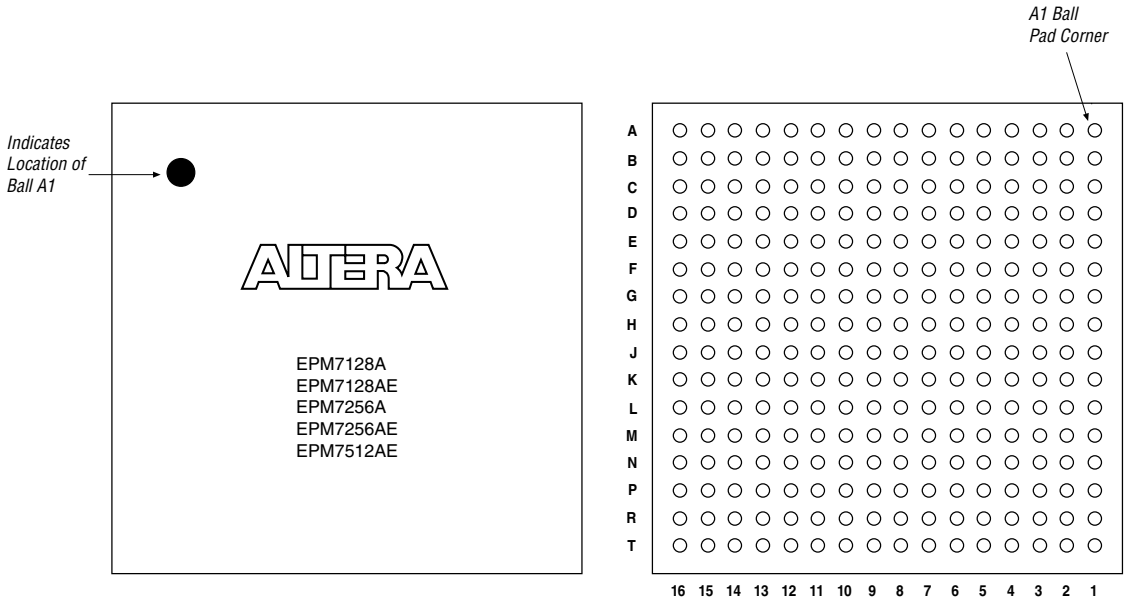 A1 Ball
Pad Corner
Indicates
Location of
Ball A1
ALTERA
EPM7128A
EPM7128AE
EPM7256A
EPM7256AE
EPM7512AE
A
B
C
D
E
F
G
H
J
K
L
M
N
P
R
T
16 15 14 13 12 11 10 9 8 7 6 5 4 3 2 1